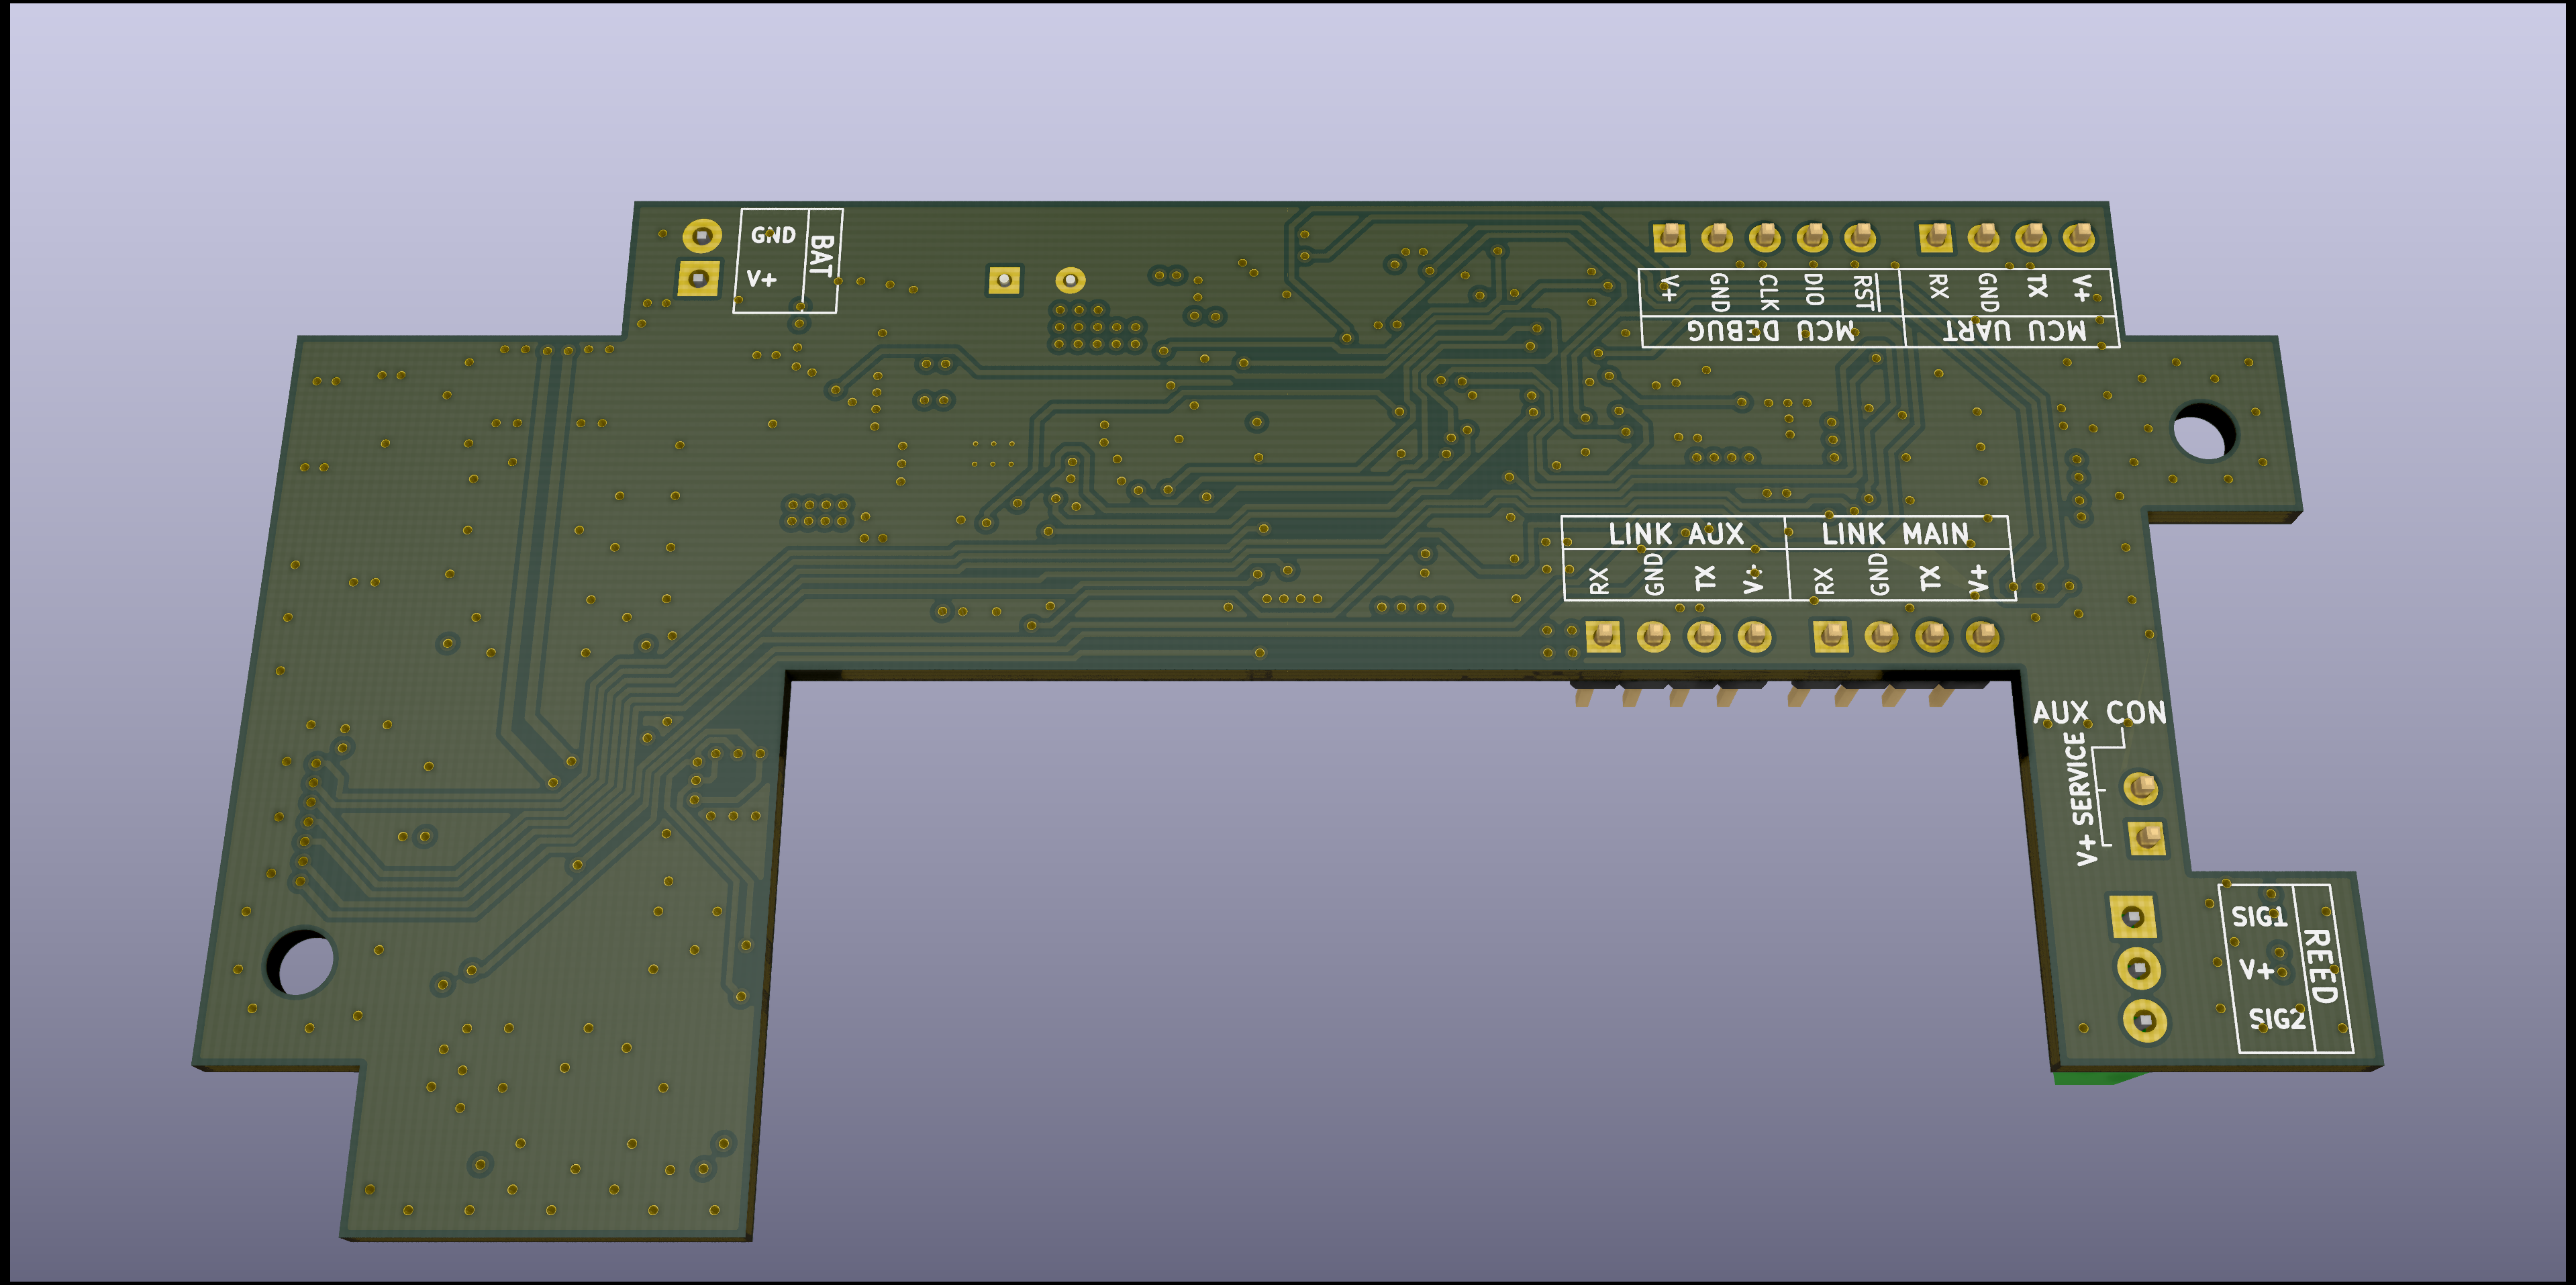 GND
V+
BAT
V+ GND CLK DIO RST
MCU DEBUG
RX GND TX V+
MCU UART
LINK AUX
RX GND TX V+
LINK MAIN
RX GND TX V+
AUX CON
SERVICE
V+
SIG1
V+
SIG2
REED